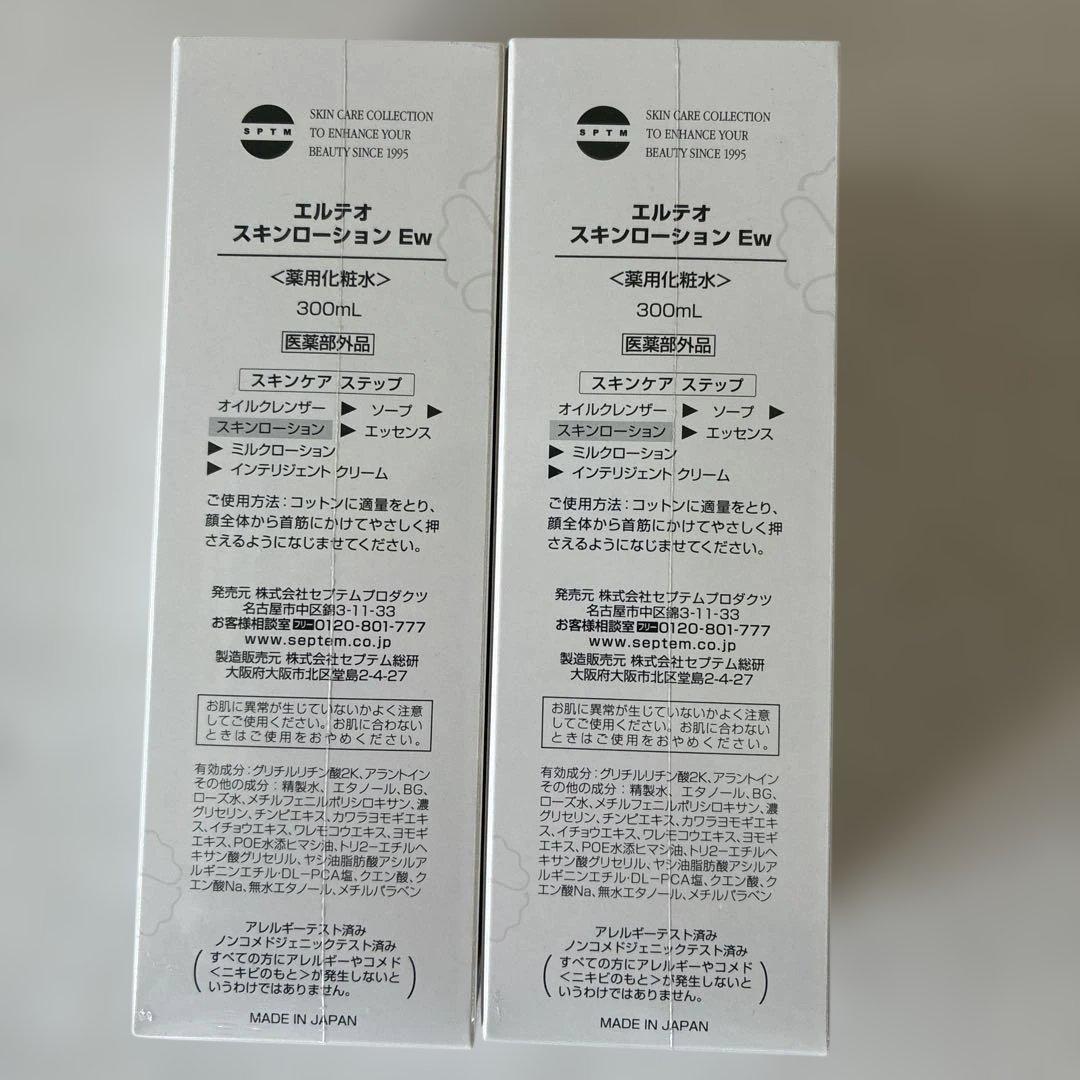 SPTM
SKIN CARE COLLECTION
TO ENHANCE YOUR
BEAUTY SINCE 1995
エルテオ
スキンローション Ew
<薬用化粧水>
300mL
医薬部外品
スキンケア ステップ
オイルクレンザー ▶ ソープ ▶
スキンローション ▶ エッセンス
▶ ミルクローション
▶ インテリジェント クリーム
ご使用方法：コットンに適量をとり、
顔全体から首筋にかけてやさしく押
さえるようになじませてください。
発売元 株式会社セプテムプロダクツ
名古屋市中区錦3-11-33
お客様相談室 フリー 0120-801-777
www.septem.co.jp
製造販売元 株式会社セプテム総研
大阪府大阪市北区堂島2-4-27
お肌に異常が生じていないかよく注意
してご使用ください。お肌に合わない
ときはご使用をおやめください。
有効成分：グリチルリチン酸2K、アラントイン
その他の成分：精製水、エタノール、BG、
ローズ水、メチルフェニルポリシロキサン、濃
グリセリン、チンピエキス、カワラヨモギエキ
ス、イチョウエキス、ワレモコウエキス、ヨモギ
エキス、POE水添ヒマシ油、トリ2－エチルヘ
キサン酸グリセリル、ヤシ油脂肪酸アシルア
ルギニンエチル・DL－PCA塩、クエン酸、ク
エン酸Na、無水エタノール、メチルパラベン
アレルギーテスト済み
ノンコメドジェニックテスト済み
(すべての方にアレルギーやコメド
<ニキビのもと>が発生しないと
いうわけではありません。)
MADE IN JAPAN
SPTM
SKIN CARE COLLECTION
TO ENHANCE YOUR
BEAUTY SINCE 1995
エルテオ
スキンローション Ew
<薬用化粧水>
300mL
医薬部外品
スキンケア ステップ
オイルクレンザー ▶ ソープ ▶
スキンローション ▶ エッセンス
▶ ミルクローション
▶ インテリジェント クリーム
ご使用方法：コットンに適量をとり、
顔全体から首筋にかけてやさしく押
さえるようになじませてください。
発売元 株式会社セプテムプロダクツ
名古屋市中区錦3-11-33
お客様相談室 フリー 0120-801-777
www.septem.co.jp
製造販売元 株式会社セプテム総研
大阪府大阪市北区堂島2-4-27
お肌に異常が生じていないかよく注意
してご使用ください。お肌に合わない
ときはご使用をおやめください。
有効成分：グリチルリチン酸2K、アラントイン
その他の成分：精製水、エタノール、BG、
ローズ水、メチルフェニルポリシロキサン、濃
グリセリン、チンピエキス、カワラヨモギエキ
ス、イチョウエキス、ワレモコウエキス、ヨモギ
エキス、POE水添ヒマシ油、トリ2－エチルヘ
キサン酸グリセリル、ヤシ油脂肪酸アシルア
ルギニンエチル・DL－PCA塩、クエン酸、ク
エン酸Na、無水エタノール、メチルパラベン
アレルギーテスト済み
ノンコメドジェニックテスト済み
(すべての方にアレルギーやコメド
<ニキビのもと>が発生しないと
いうわけではありません。)
MADE IN JAPAN